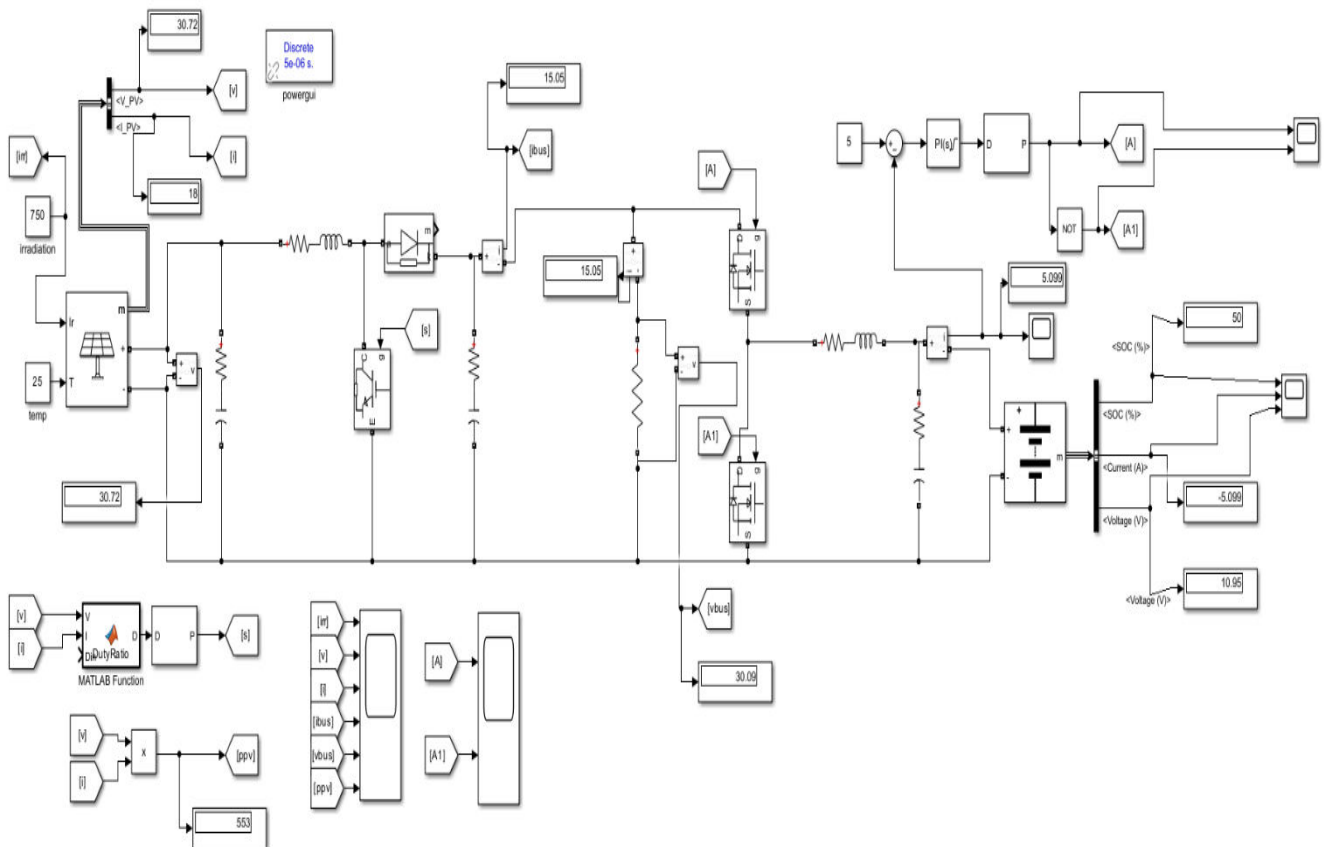 30.72
Discrete
5e-06 s.
powergui
<V_PV>
[v]
<I_PV>
[i]
18
[irr]
750
irradiation
Ir
m
+
-
T
25
temp
+
-
v
30.72
15.05
[ibus]
m
a
k
i
+
-
[s]
g
C
E
15.05
+
-
i
+
-
v
[A]
g
D
S
[A1]
g
D
S
5
+
-
PI(s)
D
P
[A]
NOT
[A1]
5.099
i
+
-
+
+
-
m
<SOC (%)>
50
<SOC (%)>
<Current (A)>
-5.099
<Voltage (V)>
10.95
<Voltage (V)>
[vbus]
30.09
[v]
[i]
V
I
D
DutyRatio
MATLAB Function
D
P
[s]
[v]
[i]
x
[ppv]
553
[irr]
[v]
[i]
[ibus]
[vbus]
[ppv]
[A]
[A1]